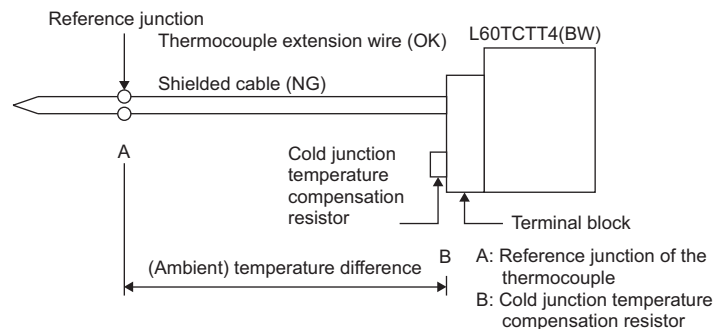 Reference junction
Thermocouple extension wire (OK)
L60TCTT4(BW)
Shielded cable (NG)
A
Cold junction
temperature
compensation
resistor
Terminal block
(Ambient) temperature difference
B
A: Reference junction of the
thermocouple
B: Cold junction temperature
compensation resistor